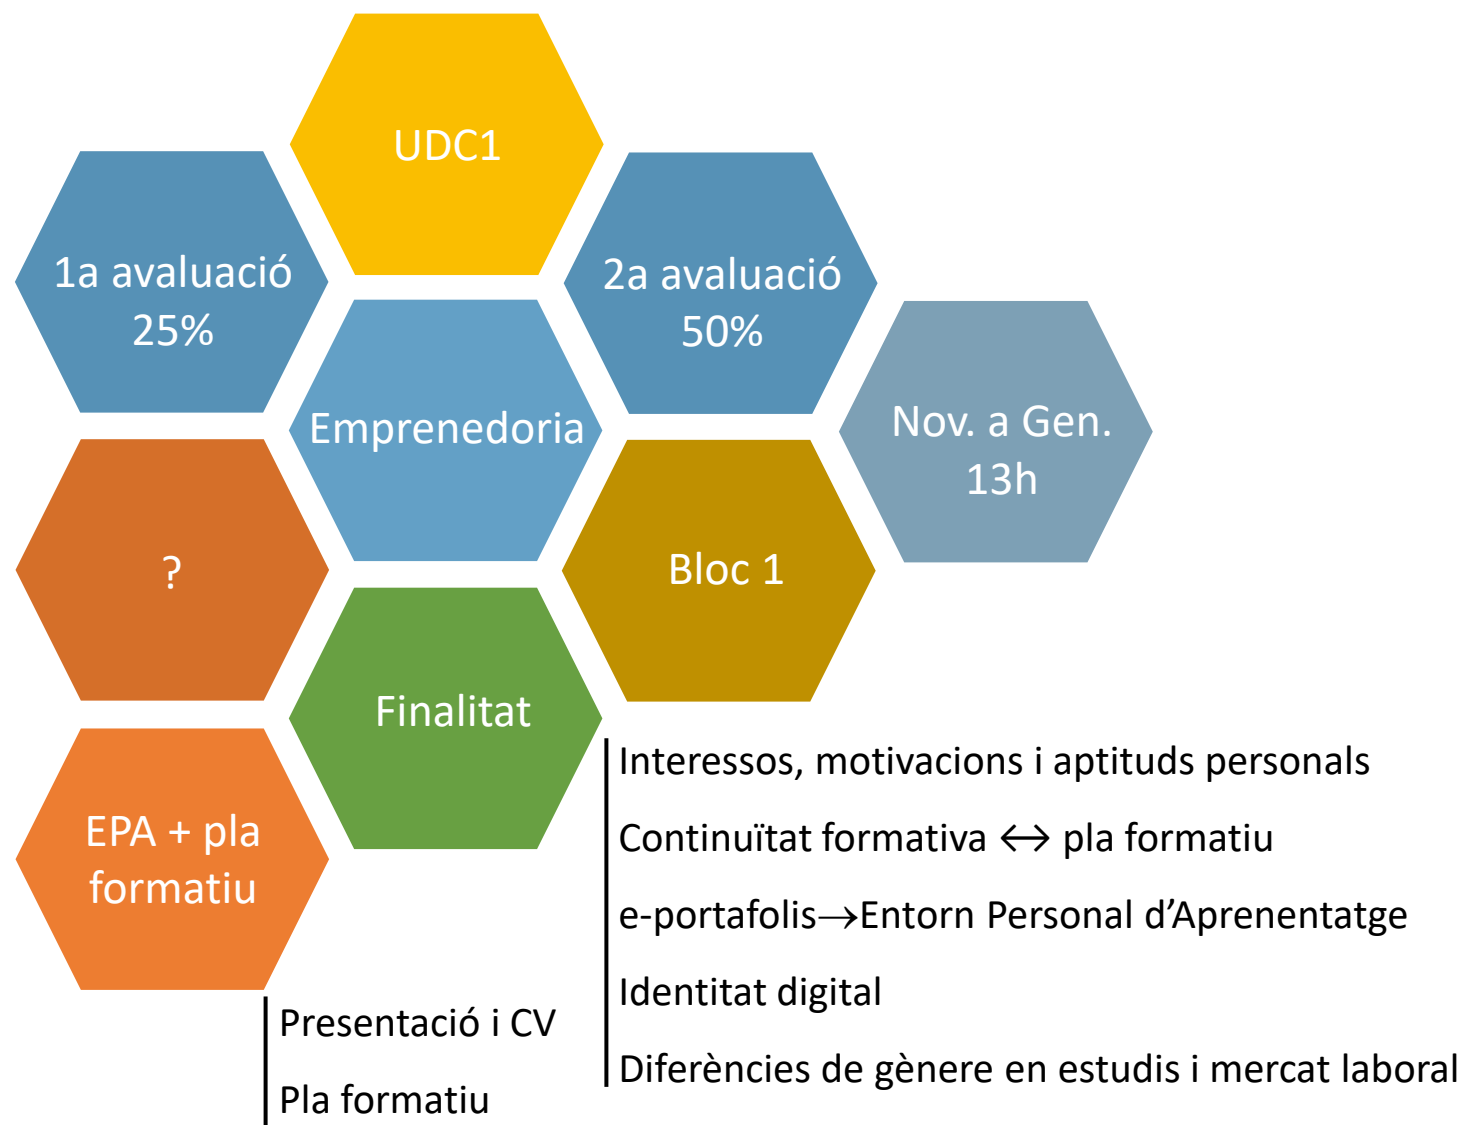 UDC1
1a avaluació
25%
2a avaluació
50%
Emprenedoria
Nov. a Gen.
13h
?
Bloc 1
Finalitat
EPA + pla
formatiu
Interessos, motivacions i aptituds personals
Continuïtat formativa ↔ pla formatiu
e-portafolis→Entorn Personal d’Aprenentatge
Identitat digital
Diferències de gènere en estudis i mercat laboral
Presentació i CV
Pla formatiu